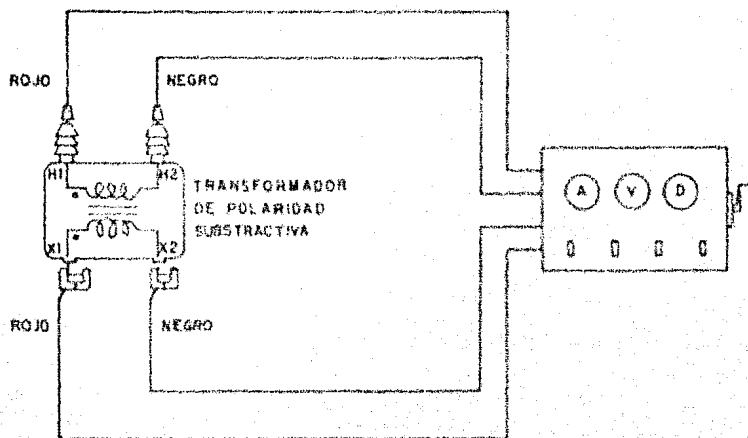 ROJO
NEGRO
H1
H2
TRANSFORMADOR
DE POLARIDAD
SUBSTRACTIVA
A
V
D
X1
X2
ROJO
NEGRO